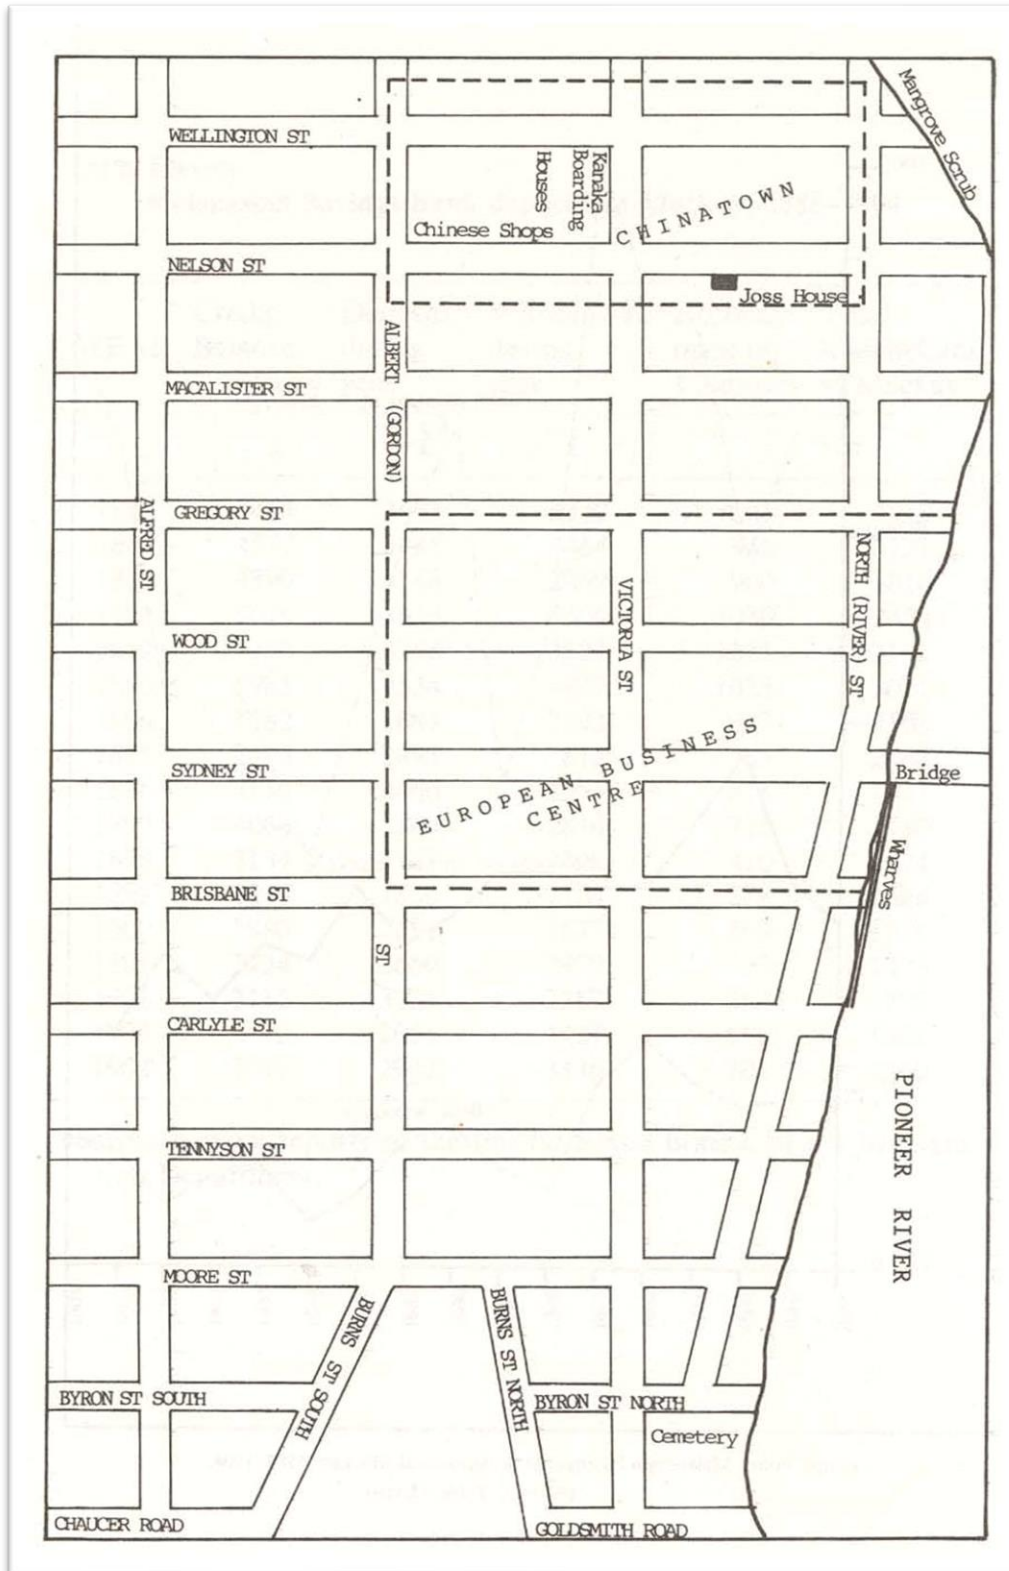 Mangrove Scrub
WELLINGTON ST
Kanaka
Boarding
Houses
CHINATOWN
Chinese Shops
NELSON ST
Joss House
ALBERT (GORDON)
MACALISTER ST
GREGORY ST
ALFRED ST
NORTH (RIVER) ST
VICTORIA ST
WOOD ST
EUROPEAN BUSINESS
CENTRE
SYDNEY ST
Bridge
Wharves
BRISBANE ST
ST
CARLYLE ST
PIONEER RIVER
TENNYSON ST
MOORE ST
BURNS ST SOUTH
BURNS ST NORTH
BYRON ST SOUTH
BYRON ST NORTH
Cemetery
CHAUCER ROAD
GOLDSMITH ROAD